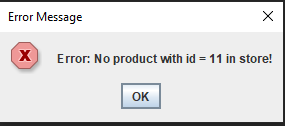 Error Message
Error: No product with id = 11 in store!
OK